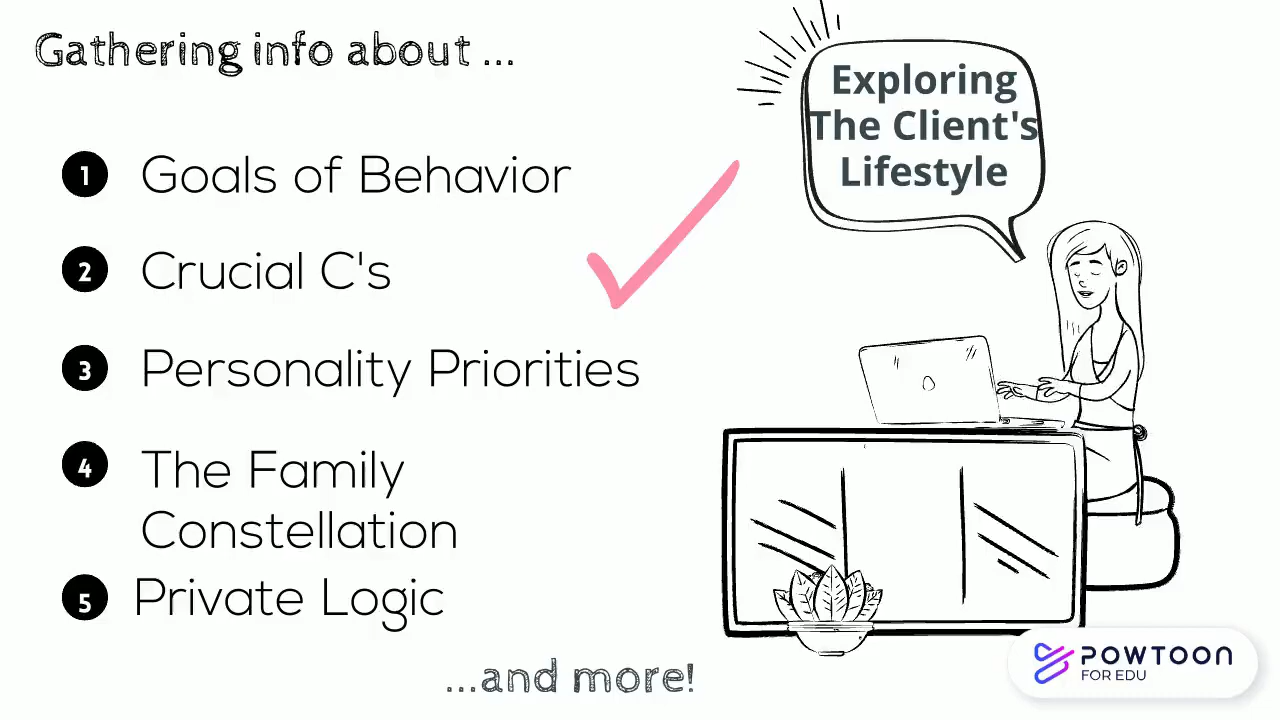 Gathering info about ...
Exploring
The Client's
Lifestyle
1 Goals of Behavior
2 Crucial C's
3 Personality Priorities
4 The Family
Constellation
5 Private Logic
...and more!
POWTOON
FOR EDU